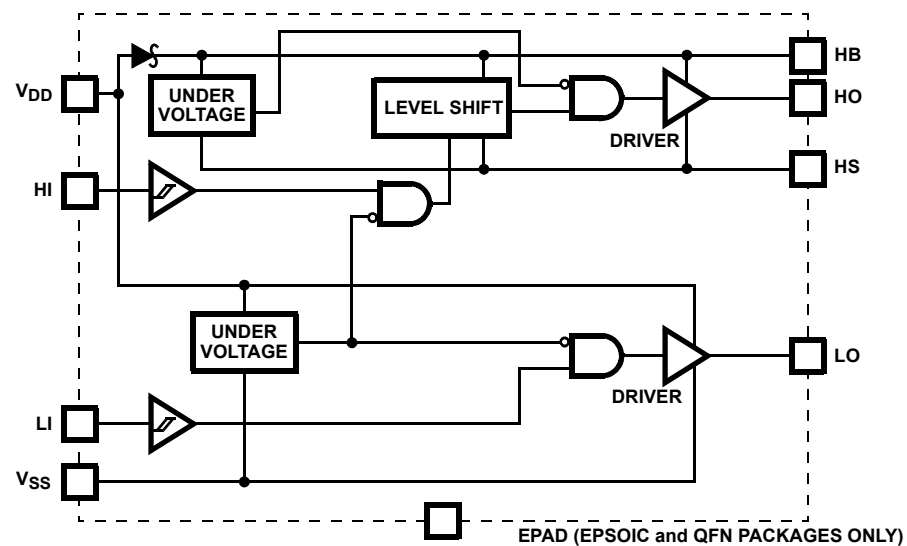 HB
VDD
UNDER
VOLTAGE
LEVEL SHIFT
HO
DRIVER
HS
HI
UNDER
VOLTAGE
LO
DRIVER
LI
VSS
EPAD (EPSOIC and QFN PACKAGES ONLY)